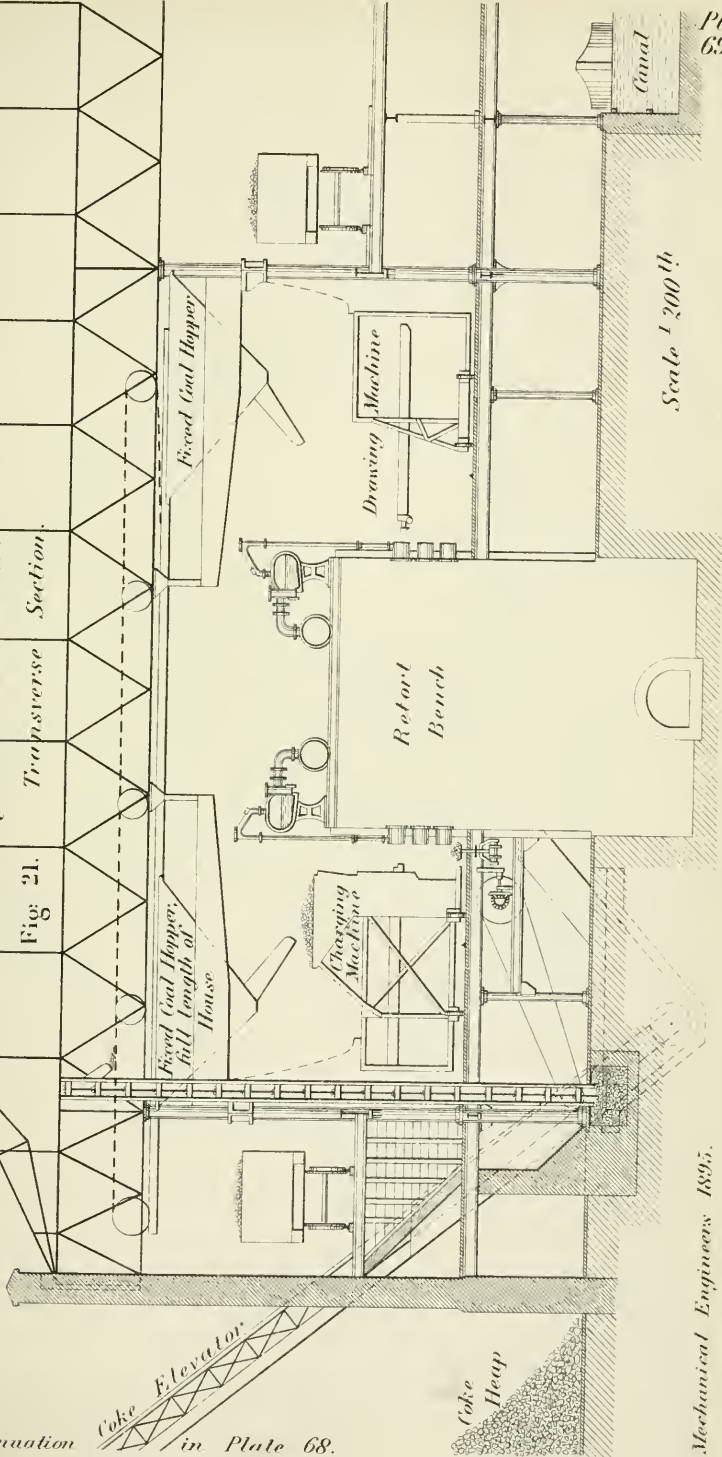 Fig: 21.
Transverse Section.
Fixed Coal Hopper,
full length of
House
Fixed Coal Hopper
Charging
Machine
Drawing Machine
Retort
Bench
Coke Elevator
Coke
Heap
Canal
Scale 1/200th
69
in Plate 68.
Mechanical Engineers 1895.